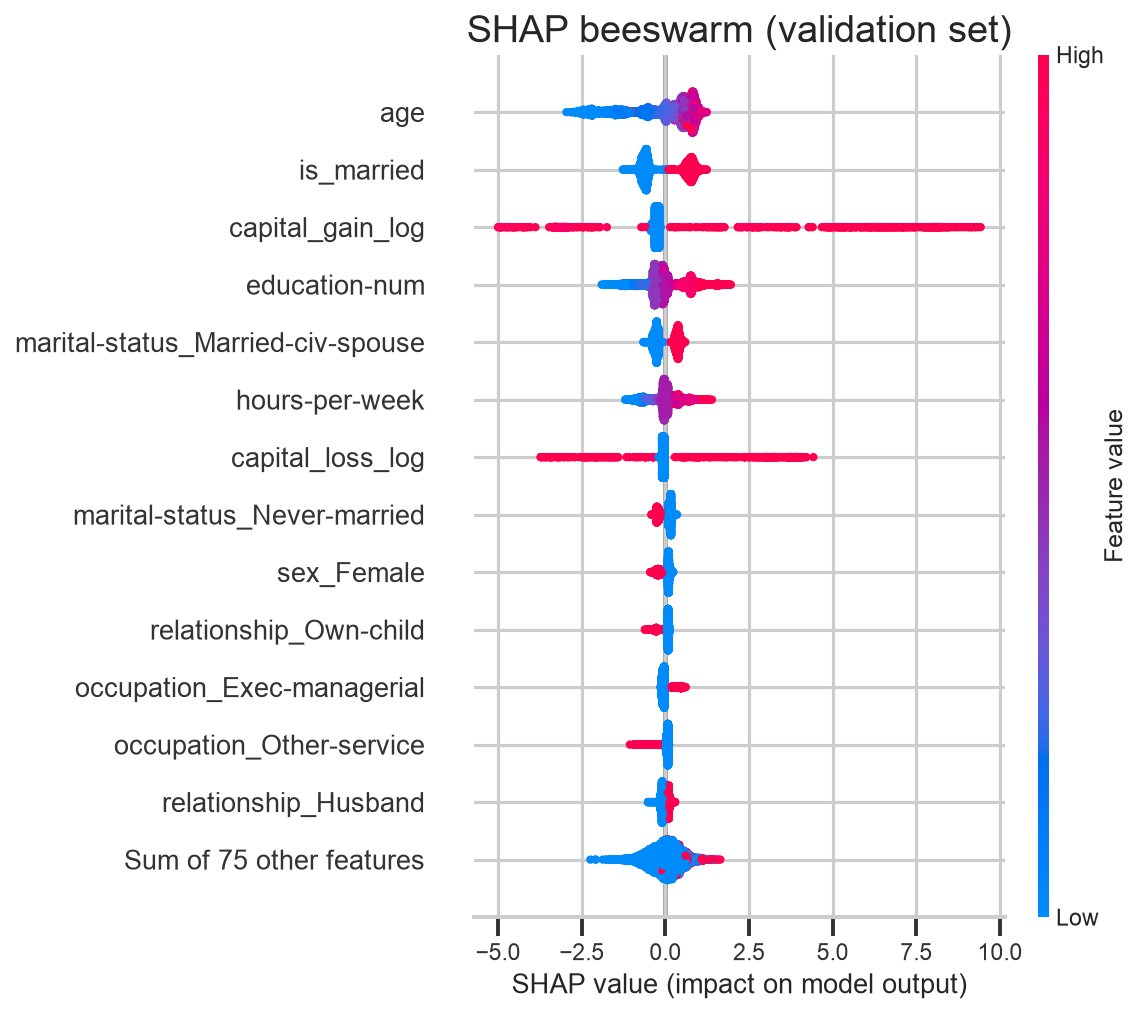 SHAP beeswarm (validation set)
High
age
is_married
capital_gain_log
education-num
marital-status_Married-civ-spouse
hours-per-week
capital_loss_log
marital-status_Never-married
sex_Female
relationship_Own-child
occupation_Exec-managerial
occupation_Other-service
relationship_Husband
Sum of 75 other features
Feature value
Low
−5.0 −2.5 0.0 2.5 5.0 7.5 10.0
SHAP value (impact on model output)